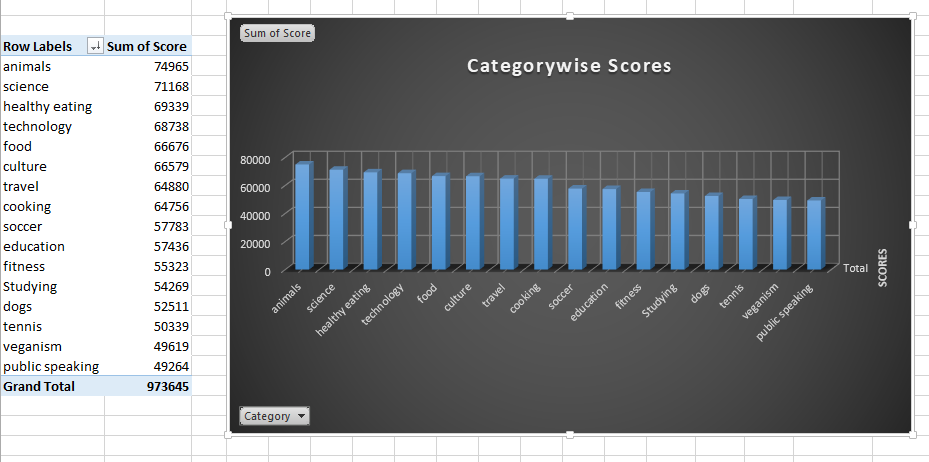 Row Labels Sum of Score
animals 74965
science 71168
healthy eating 69339
technology 68738
food 66676
culture 66579
travel 64880
cooking 64756
soccer 57783
education 57436
fitness 55323
Studying 54269
dogs 52511
tennis 50339
veganism 49619
public speaking 49264
Grand Total 973645
Sum of Score
Categorywise Scores
80000
60000
40000
20000
0
animals
science
healthy eating
technology
food
culture
travel
cooking
soccer
education
fitness
Studying
dogs
tennis
veganism
public speaking
Total
SCORES
Category